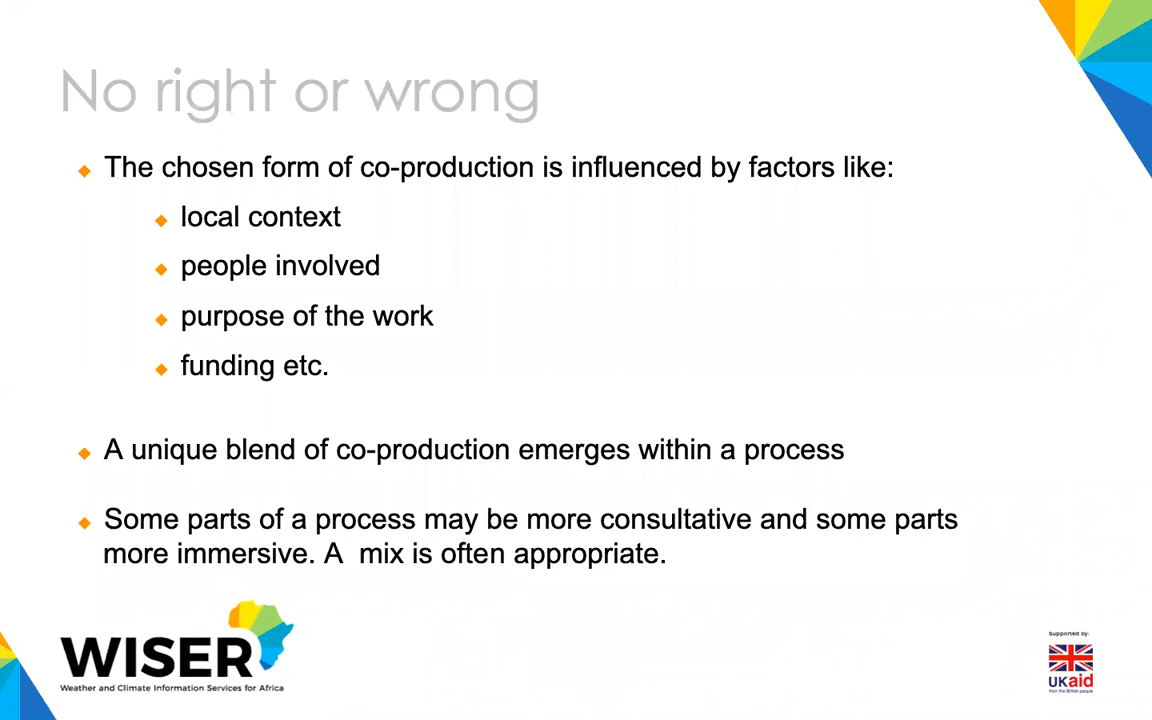 No right or wrong
The chosen form of co-production is influenced by factors like:
local context
people involved
purpose of the work
funding etc.
A unique blend of co-production emerges within a process
Some parts of a process may be more consultative and some parts
more immersive. A  mix is often appropriate.
WISER
Weather and Climate Information Services for Africa
Supported by:
UKaid
from the British people